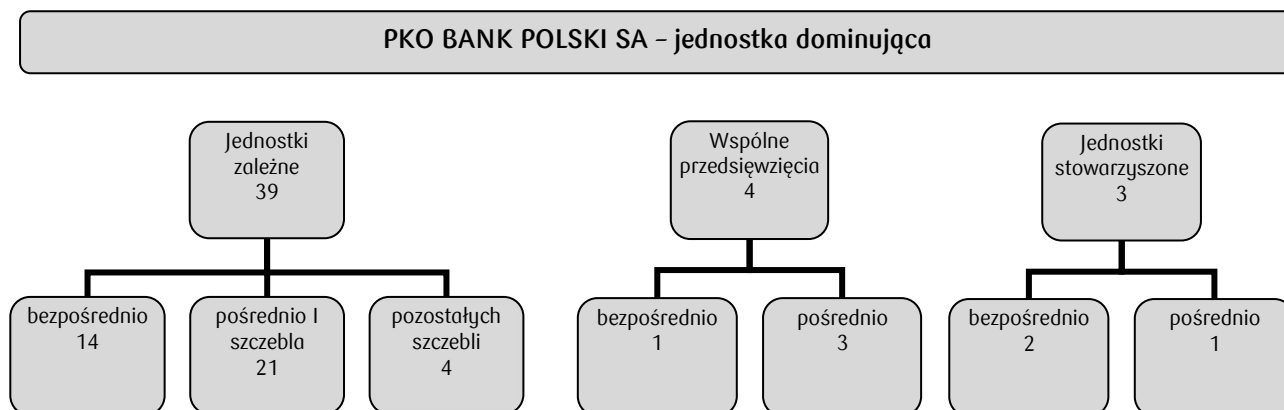 PKO BANK POLSKI SA – jednostka dominująca
Jednostki
zależne
39
Wspólne
przedsięwzięcia
4
Jednostki
stowarzyszone
3
bezpośrednio
14
pośrednio I
szczebla
21
pozostałych
szczebli
4
bezpośrednio
1
pośrednio
3
bezpośrednio
2
pośrednio
1